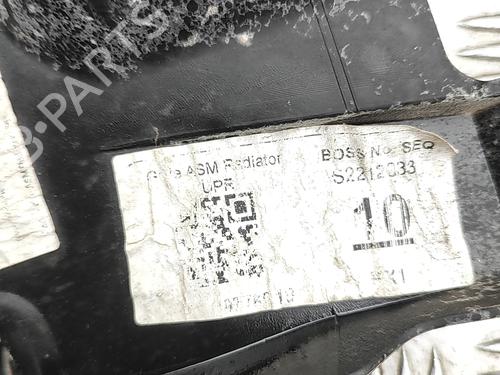 ASM Radiator
UPR
BOSS No. SEQ
S2212033
10
B-PARTS